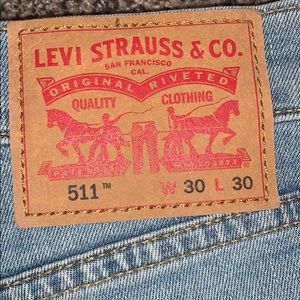 LEVI STRAUSS & CO.
SAN FRANCISCO
CAL.
ORIGINAL RIVETED
QUALITY CLOTHING
511™ W 30 L 30